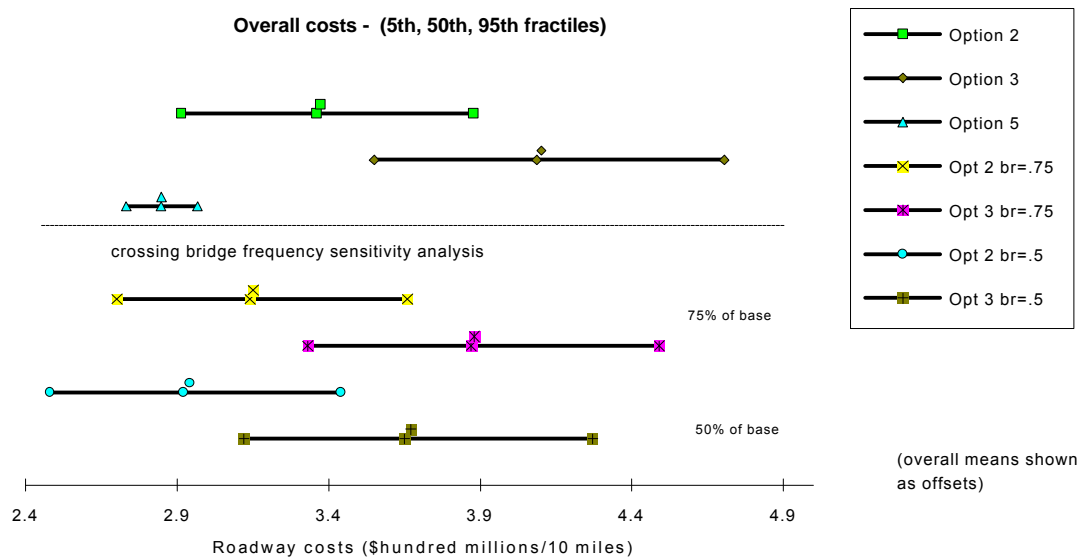 Overall costs - (5th, 50th, 95th fractiles)
Option 2
Option 3
Option 5
Opt 2 br=.75
Opt 3 br=.75
Opt 2 br=.5
Opt 3 br=.5
crossing bridge frequency sensitivity analysis
75% of base
50% of base
(overall means shown
as offsets)
2.4 2.9 3.4 3.9 4.4 4.9
Roadway costs ($hundred millions/10 miles)